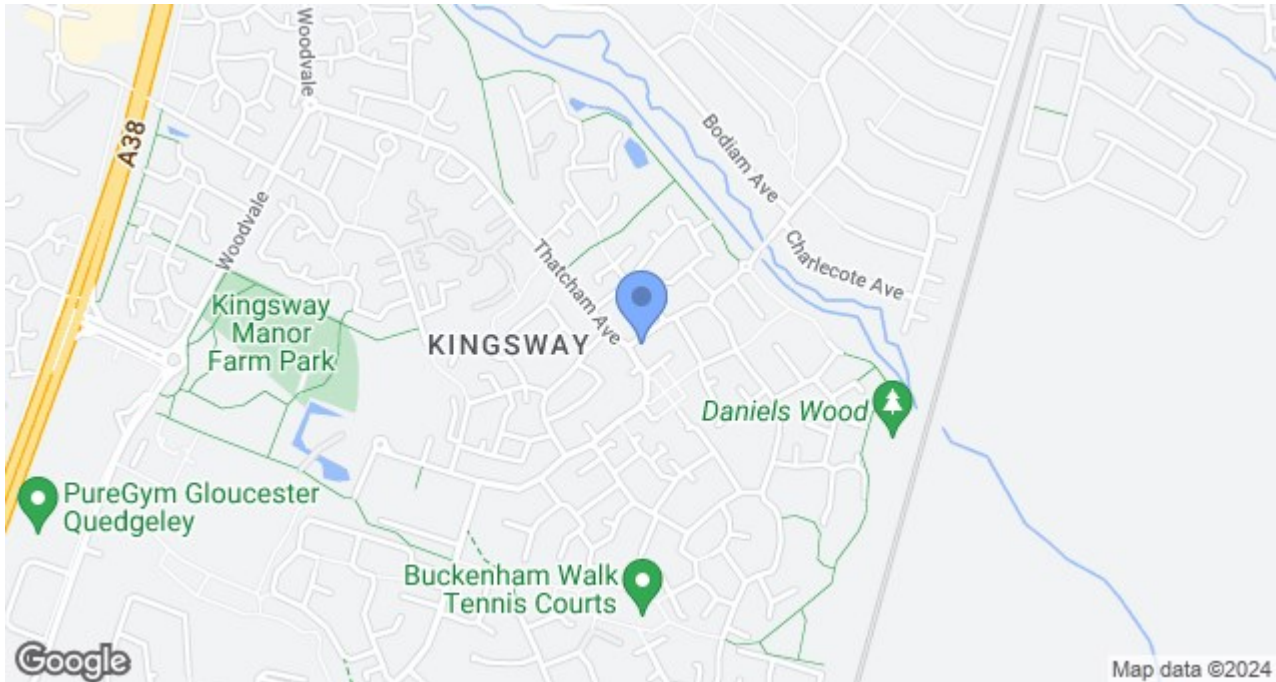 Woodvale
A38
Bodiam Ave
Woodvale
Thatcham Ave
Charlecote Ave
Kingsway
Manor
Farm Park
KINGSWAY
Daniels Wood
PureGym Gloucester
Quedgeley
Buckenham Walk
Tennis Courts
Google
Map data ©2024